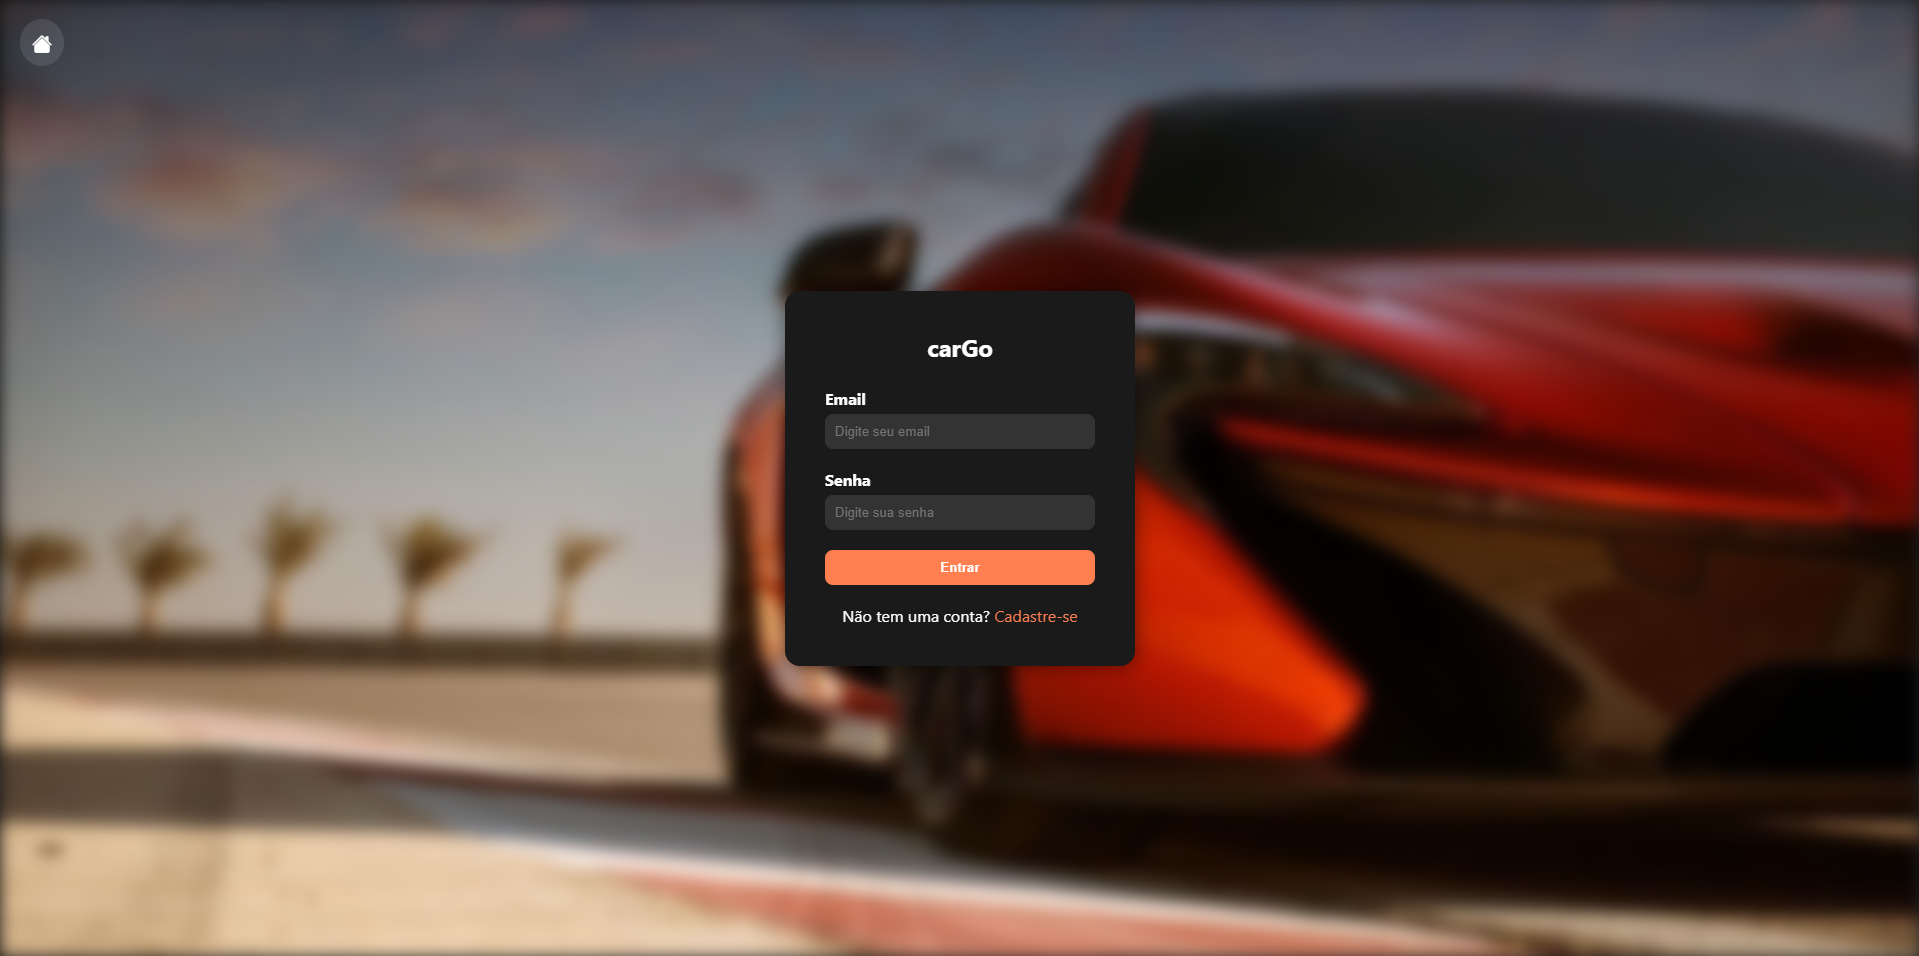 carGo
Email
Digite seu email
Senha
Digite sua senha
Entrar
Não tem uma conta? Cadastre-se